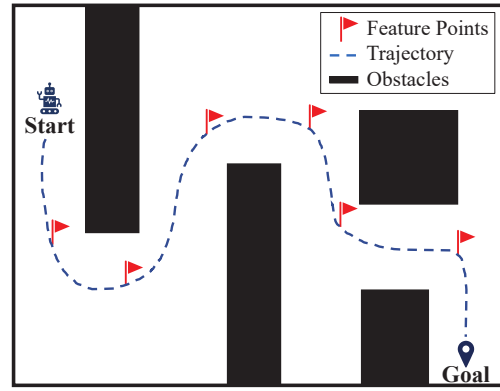 Feature Points
Trajectory
Obstacles
Start
Goal